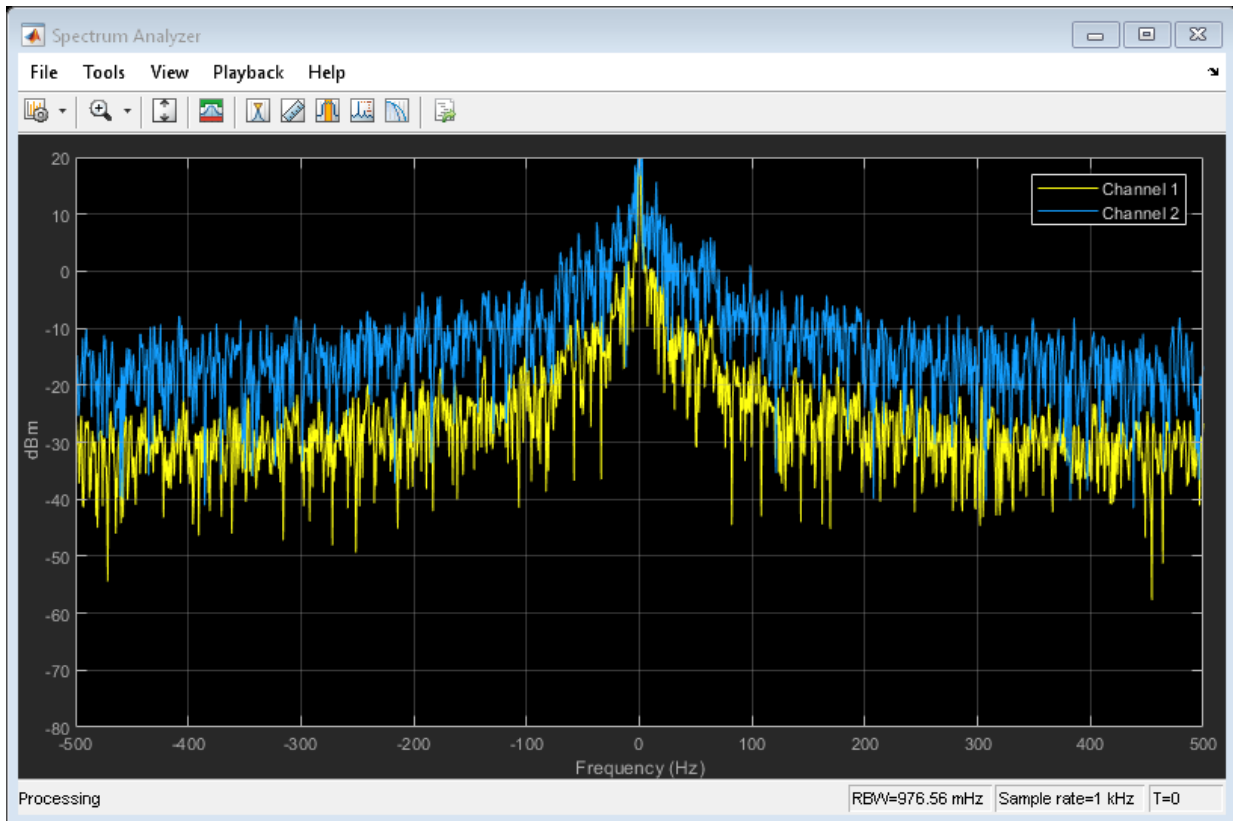 Spectrum Analyzer
File Tools View Playback Help
20
10
0
-10
-20
-30
-40
-50
-60
-70
-80
dBm
Channel 1
Channel 2
-500 -400 -300 -200 -100 0 100 200 300 400 500
Frequency (Hz)
Processing RBW=976.56 mHz Sample rate=1 kHz T=0